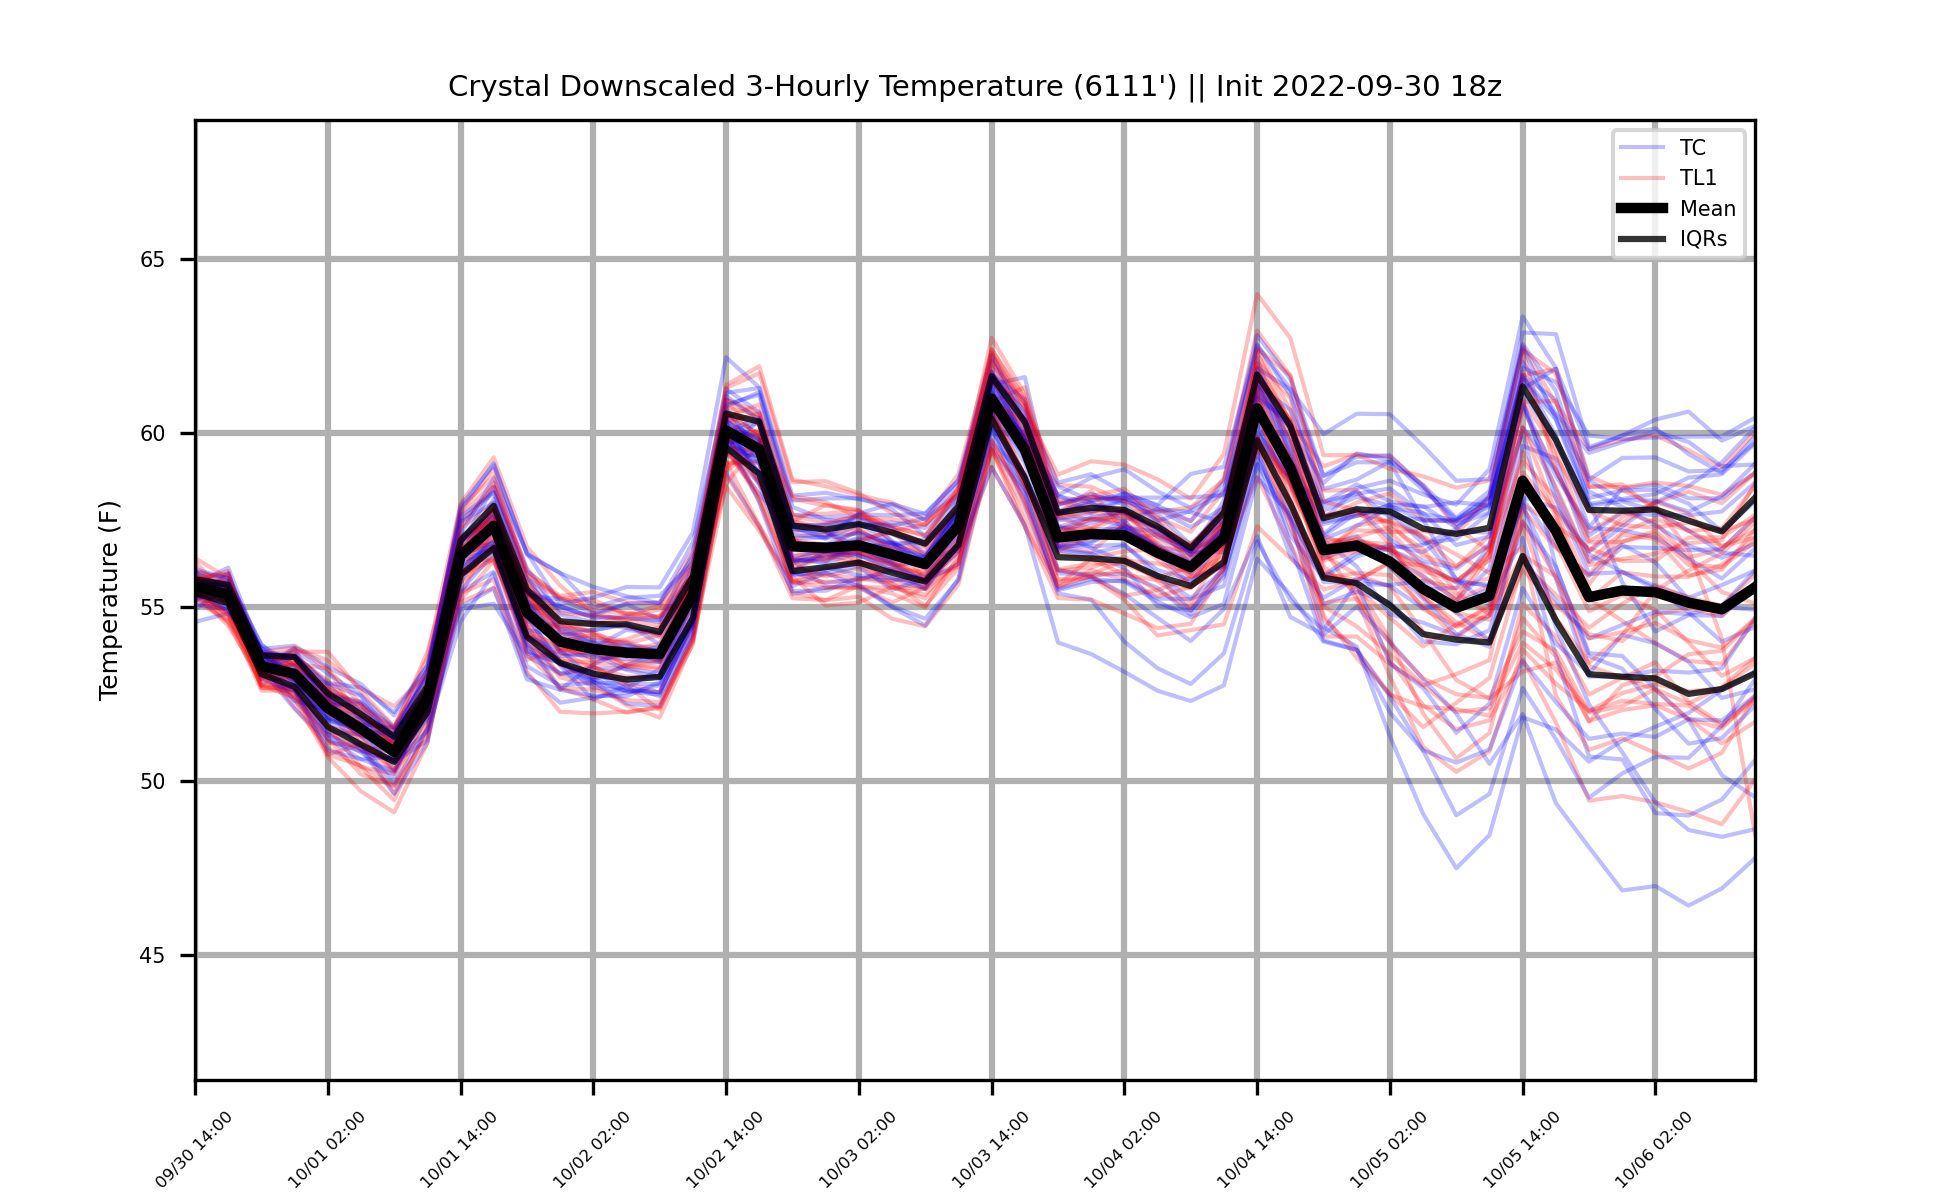 Crystal Downscaled 3-Hourly Temperature (6111') || Init 2022-09-30 18z
TC
TL1
Mean
IQRs
Temperature (F)
65
60
55
50
45
09/30 14:00
10/01 02:00
10/01 14:00
10/02 02:00
10/02 14:00
10/03 02:00
10/03 14:00
10/04 02:00
10/04 14:00
10/05 02:00
10/05 14:00
10/06 02:00